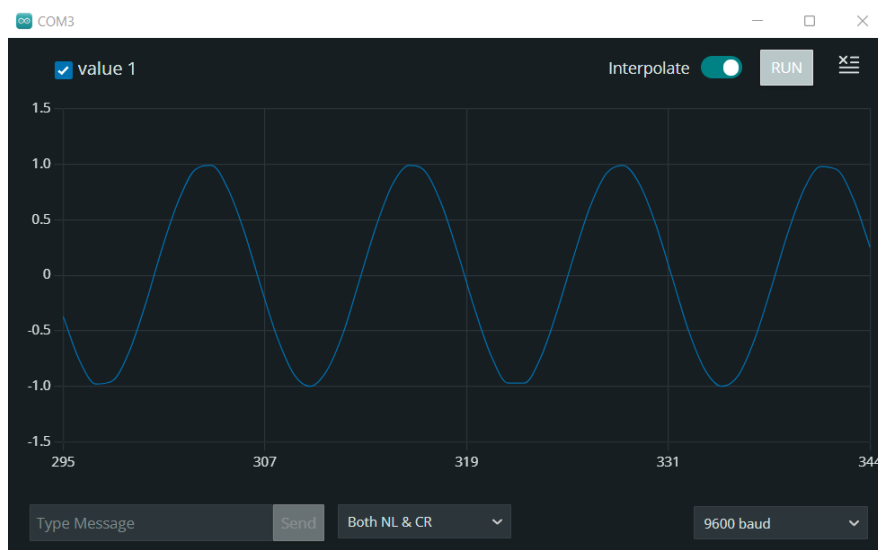 COM3
value 1
Interpolate
RUN
1.5
1.0
0.5
0
-0.5
-1.0
-1.5
295 307 319 331 344
Type Message Send Both NL & CR 9600 baud